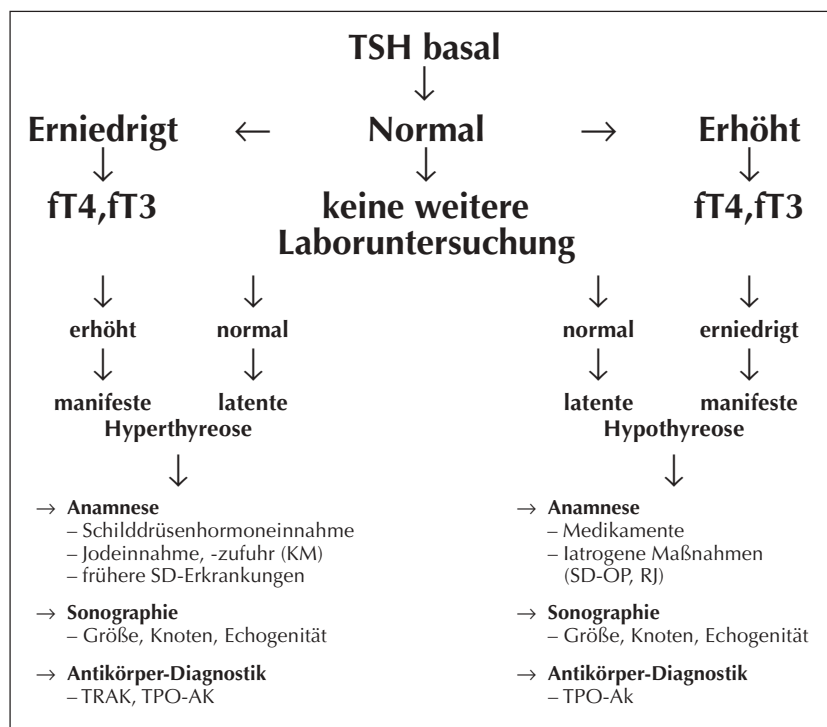 TSH basal
Erniedrigt ← Normal → Erhöht
fT4,fT3
keine weitere
Laboruntersuchung
fT4,fT3
erhöht normal
manifeste latente
Hyperthyreose
normal erniedrigt
latente manifeste
Hypothyreose
→ Anamnese
– Schilddrüsenhormoneinnahme
– Jodeinnahme, -zufuhr (KM)
– frühere SD-Erkrankungen
→ Sonographie
– Größe, Knoten, Echogenität
→ Antikörper-Diagnostik
– TRAK, TPO-AK
→ Anamnese
– Medikamente
– Iatrogene Maßnahmen
(SD-OP, RJ)
→ Sonographie
– Größe, Knoten, Echogenität
→ Antikörper-Diagnostik
– TPO-Ak